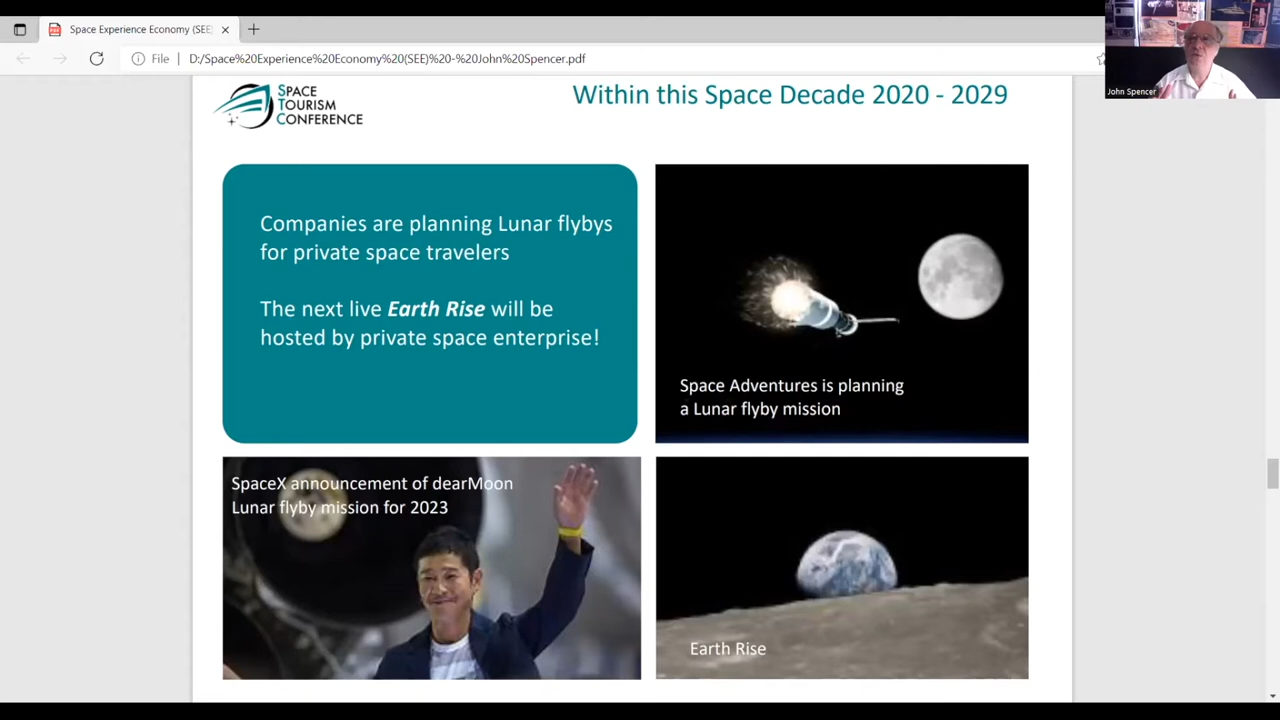 Space Experience Economy (SEE)
File
D:/Space%20Experience%20Economy%20(SEE)%20-%20John%20Spencer.pdf
John Spencer
SPACE
TOURISM
CONFERENCE
Within this Space Decade 2020 - 2029
Companies are planning Lunar flybys
for private space travelers
The next live Earth Rise will be
hosted by private space enterprise!
Space Adventures is planning
a Lunar flyby mission
SpaceX announcement of dearMoon
Lunar flyby mission for 2023
Earth Rise